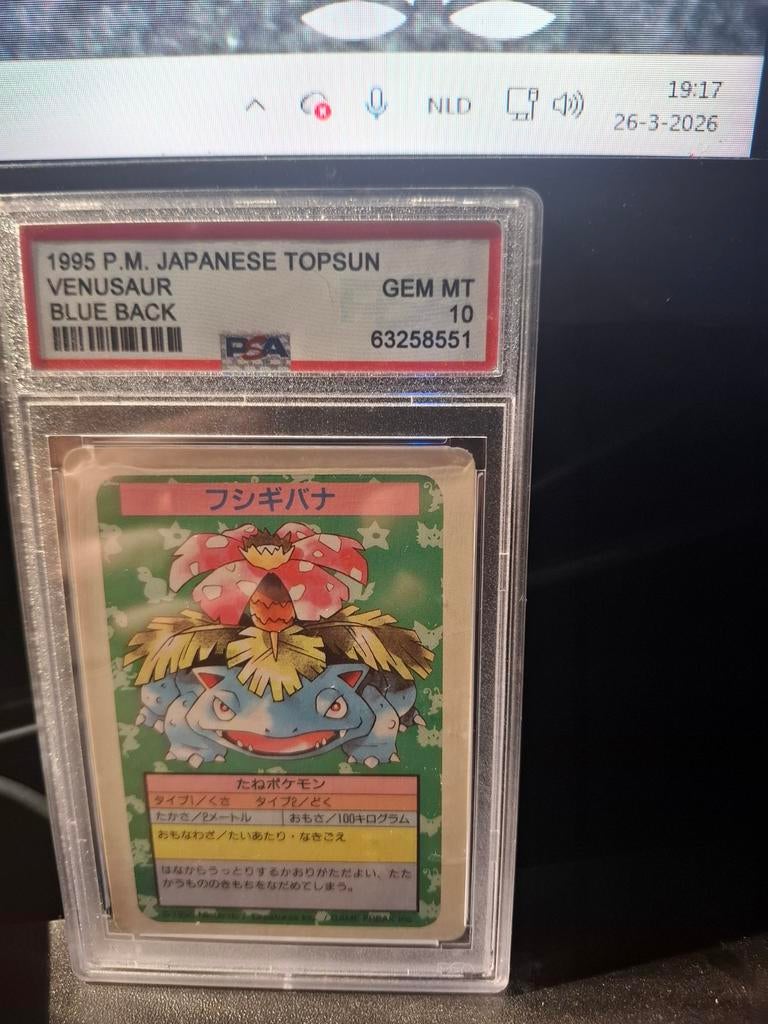 NLD
19:17
26-3-2026
1995 P.M. JAPANESE TOPSUN
VENUSAUR GEM MT
BLUE BACK 10
PSA 63258551
フシギバナ
たねポケモン
タイプ1/くさ タイプ2/どく
たかさ/2メートル おもさ/100キログラム
おもなわざ/たいあたり・なきごえ
はなからうっとりするかおりがただよい、たた
かうもののきもちをなだめてしまう。